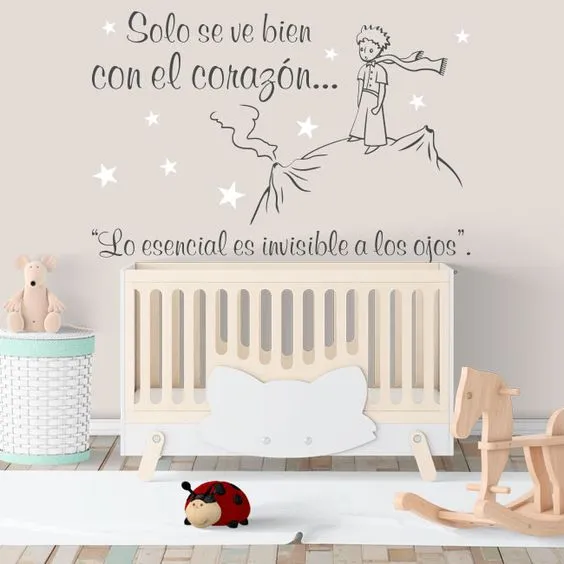 Solo se ve bien
con el corazón...
“Lo esencial es invisible a los ojos”.